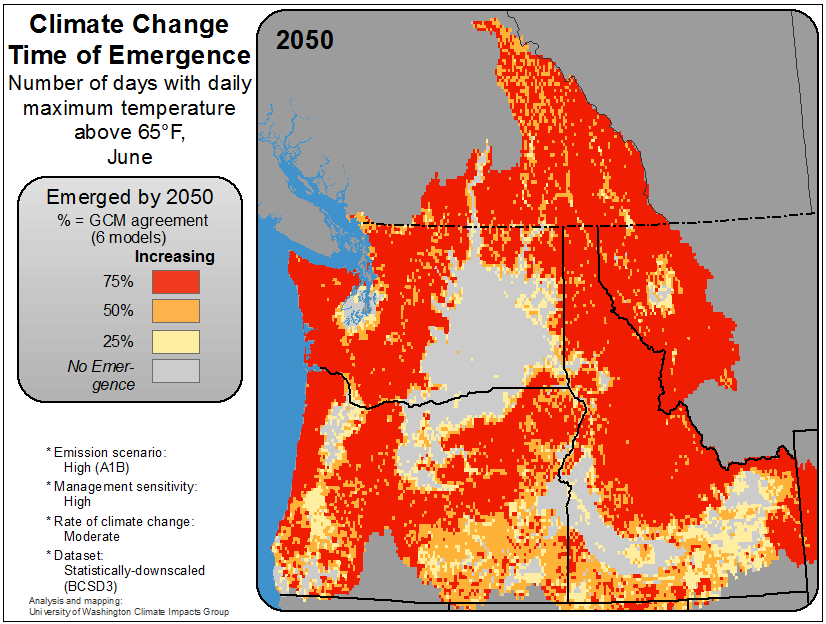 Climate Change
Time of Emergence
Number of days with daily
maximum temperature
above 65°F,
June
Emerged by 2050
% = GCM agreement
(6 models)
Increasing
75%
50%
25%
No Emer-
gence
* Emission scenario:
High (A1B)
* Management sensitivity:
High
* Rate of climate change:
Moderate
* Dataset:
Statistically-downscaled
(BCSD3)
Analysis and mapping:
University of Washington Climate Impacts Group
2050